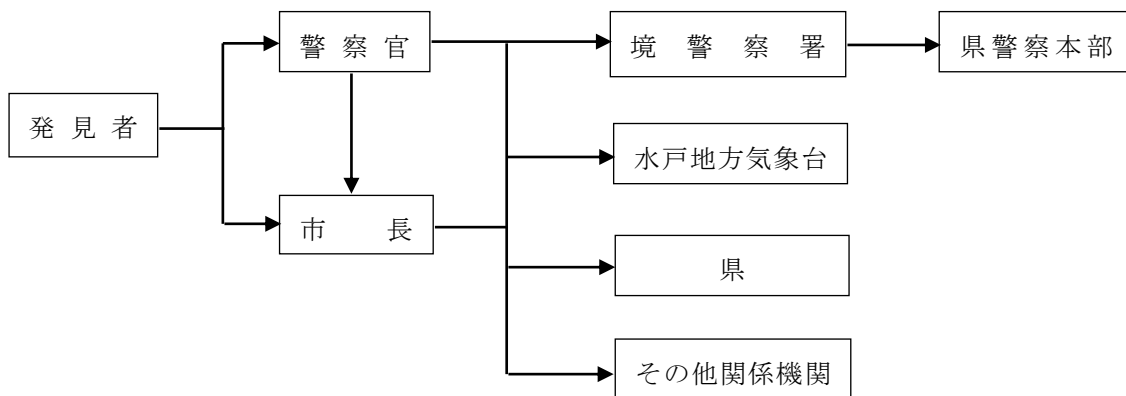 警察官
境警察署
県警察本部
発見者
水戸地方気象台
市長
県
その他関係機関